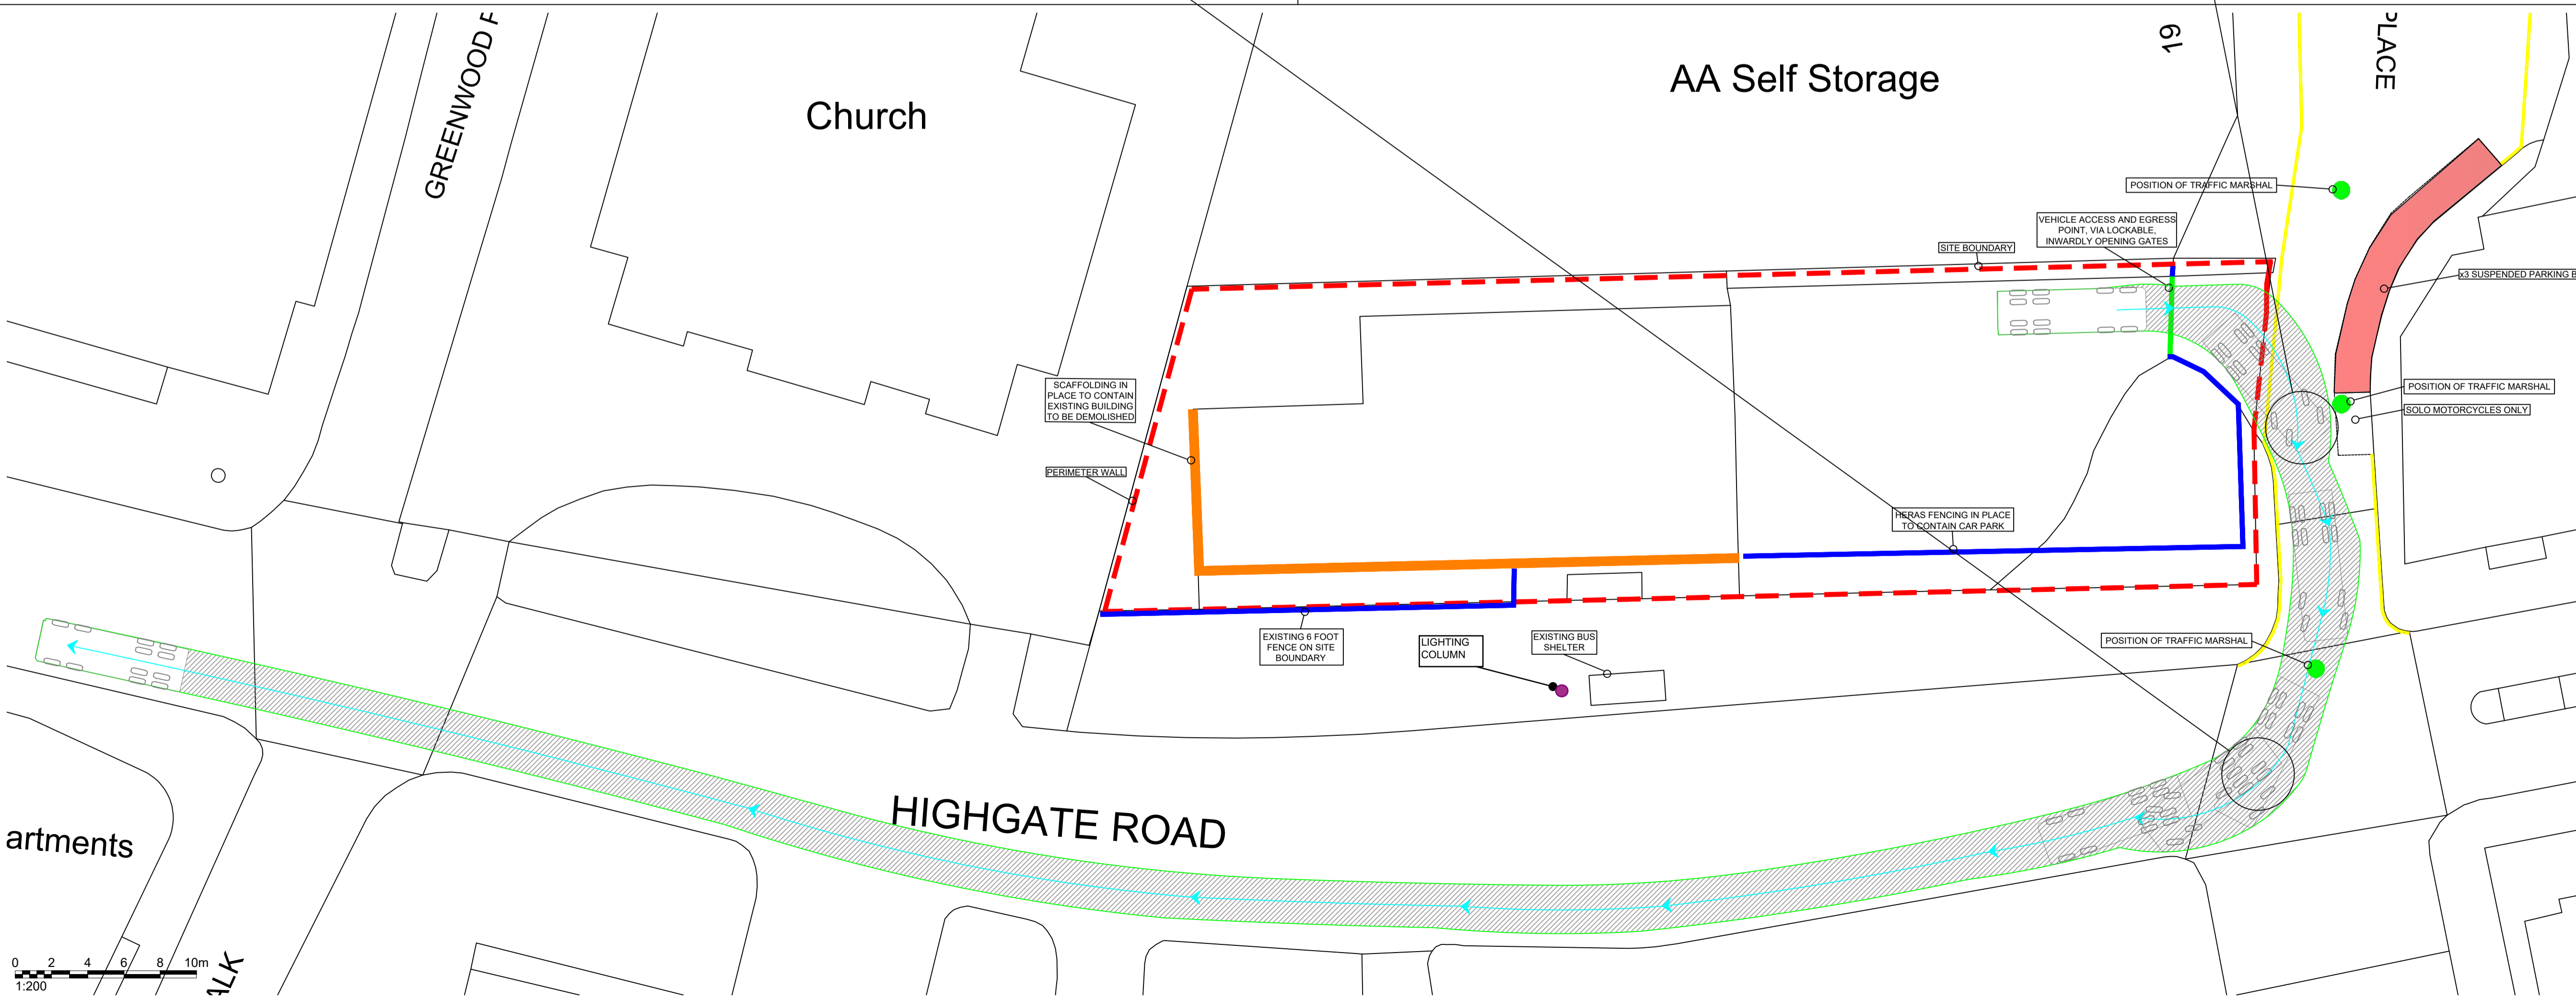 GREENWOOD P
Church
AA Self Storage
19
PLACE
POSITION OF TRAFFIC MARSHAL
VEHICLE ACCESS AND EGRESS
POINT, VIA LOCKABLE,
INWARDLY OPENING GATES
SITE BOUNDARY
x3 SUSPENDED PARKING B
SCAFFOLDING IN
PLACE TO CONTAIN
EXISTING BUILDING
TO BE DEMOLISHED
POSITION OF TRAFFIC MARSHAL
SOLO MOTORCYCLES ONLY
PERIMETER WALL
HERAS FENCING IN PLACE
TO CONTAIN CAR PARK
EXISTING 6 FOOT
FENCE ON SITE
BOUNDARY
LIGHTING
COLUMN
EXISTING BUS
SHELTER
POSITION OF TRAFFIC MARSHAL
HIGHGATE ROAD
artments
ALK
0 2 4 6 8 10m
1:200